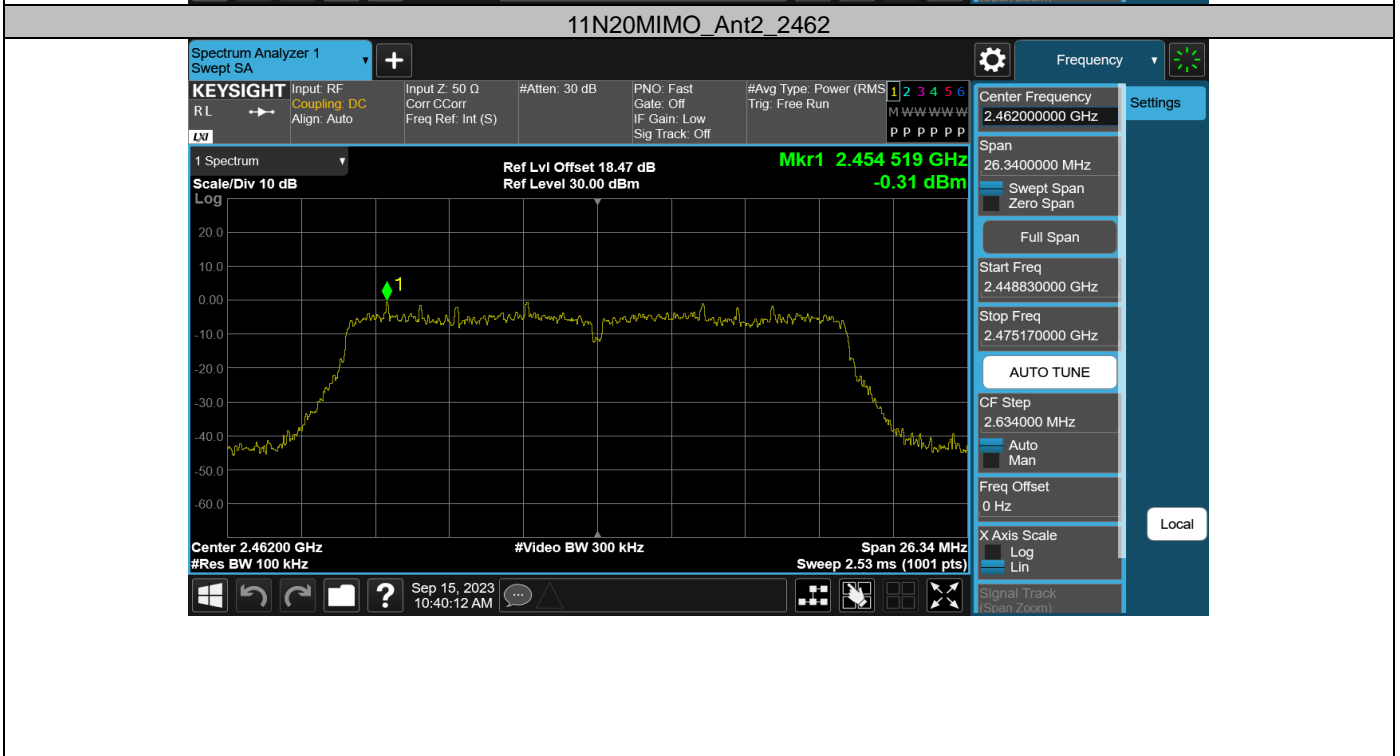 11N20MIMO_Ant2_2462
Spectrum Analyzer 1
Swept SA
Frequency
KEYSIGHT
RL
LXI
Input: RF
Coupling: DC
Align: Auto
Input Z: 50 Ω
Corr CCorr
Freq Ref: Int (S)
#Atten: 30 dB
PNO: Fast
Gate: Off
IF Gain: Low
Sig Track: Off
#Avg Type: Power (RMS
Trig: Free Run
1 2 3 4 5 6
M W W W W W
P P P P P P
1 Spectrum
Scale/Div 10 dB
Ref Lvl Offset 18.47 dB
Ref Level 30.00 dBm
Mkr1 2.454 519 GHz
-0.31 dBm
Log
20.0
10.0
0.00
-10.0
-20.0
-30.0
-40.0
-50.0
-60.0
1
Center 2.46200 GHz
#Res BW 100 kHz
#Video BW 300 kHz
Span 26.34 MHz
Sweep 2.53 ms (1001 pts)
Center Frequency
2.462000000 GHz
Settings
Span
26.3400000 MHz
Swept Span
Zero Span
Full Span
Start Freq
2.448830000 GHz
Stop Freq
2.475170000 GHz
AUTO TUNE
CF Step
2.634000 MHz
Auto
Man
Freq Offset
0 Hz
X Axis Scale
Log
Lin
Signal Track
(Span Zoom)
Local
?
Sep 15, 2023
10:40:12 AM